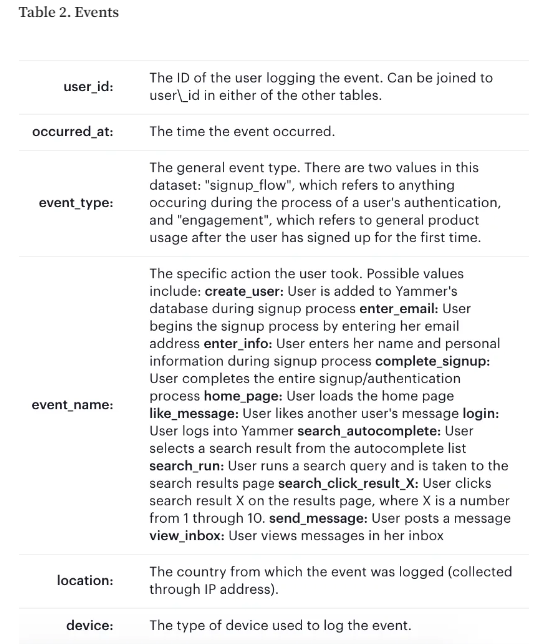 Table 2. Events
user_id:
The ID of the user logging the event. Can be joined to
user\_id in either of the other tables.
occurred_at:
The time the event occurred.
event_type:
The general event type. There are two values in this
dataset: "signup_flow", which refers to anything
occuring during the process of a user's authentication,
and "engagement", which refers to general product
usage after the user has signed up for the first time.
event_name:
The specific action the user took. Possible values
include: create_user: User is added to Yammer's
database during signup process enter_email: User
begins the signup process by entering her email
address enter_info: User enters her name and personal
information during signup process complete_signup:
User completes the entire signup/authentication
process home_page: User loads the home page
like_message: User likes another user's message login:
User logs into Yammer search_autocomplete: User
selects a search result from the autocomplete list
search_run: User runs a search query and is taken to the
search results page search_click_result_X: User clicks
search result X on the results page, where X is a number
from 1 through 10. send_message: User posts a message
view_inbox: User views messages in her inbox
location:
The country from which the event was logged (collected
through IP address).
device:
The type of device used to log the event.